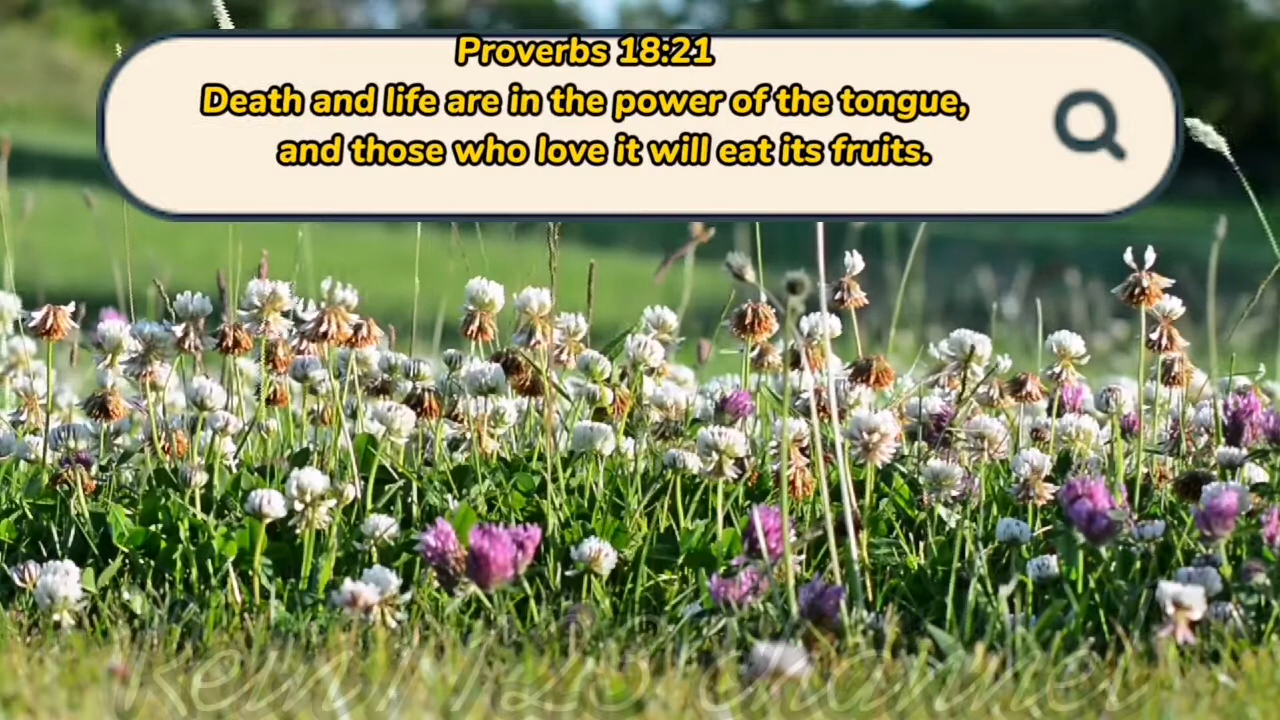 Proverbs 18:21
Death and life are in the power of the tongue,
and those who love it will eat its fruits.